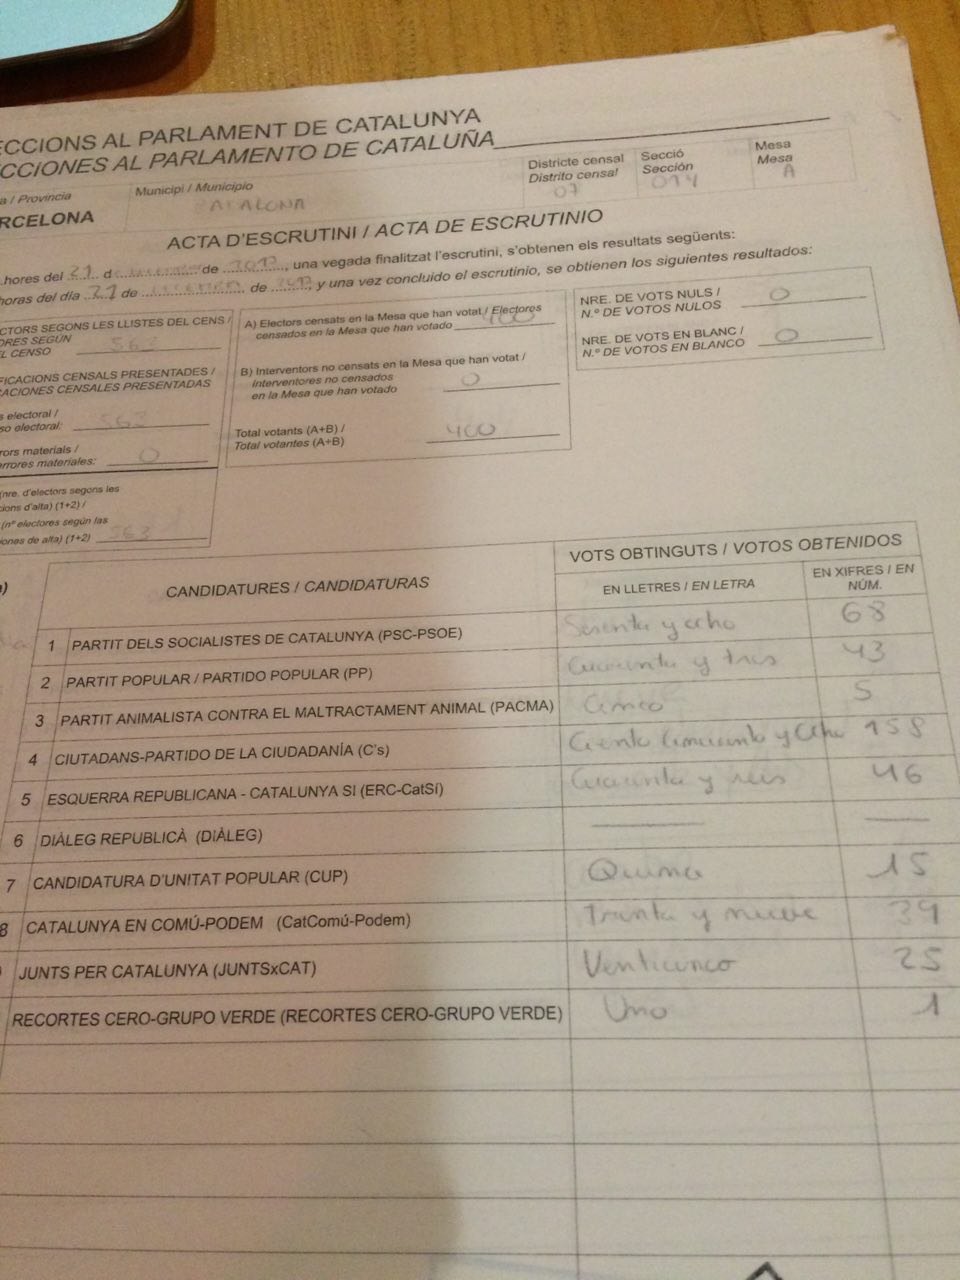 ECCIONS AL PARLAMENT DE CATALUNYA
ECCIONES AL PARLAMENTO DE CATALUÑA
a / Provincia
RCELONA
Municipi / Municipio
BADALONA
Districte censal
Distrito censal
07
Secció
Sección
014
Mesa
Mesa
A
ACTA D'ESCRUTINI / ACTA DE ESCRUTINIO
hores del 21 d de 2017, una vegada finalitzat l'escrutini, s'obtenen els resultats següents:
horas del día 21 de de 2017, y una vez concluido el escrutinio, se obtienen los siguientes resultados:
CTORS SEGONS LES LLISTES DEL CENS /
ORES SEGÚN
L CENSO 563
FICACIONS CENSALS PRESENTADES /
CACIONES CENSALES PRESENTADAS
s electoral /
so electoral: 563
rors materials /
errores materiales: 0
(nre. d'electors segons les
cions d'alta) (1+2) /
(nº electores según las
iones de alta) (1+2) 563
A) Electors censats en la Mesa que han votat / Electores
censados en la Mesa que han votado 400
B) Interventors no censats en la Mesa que han votat /
Interventores no censados
en la Mesa que han votado 0
Total votants (A+B) /
Total votantes (A+B) 400
NRE. DE VOTS NULS /
N.º DE VOTOS NULOS 0
NRE. DE VOTS EN BLANC /
N.º DE VOTOS EN BLANCO 0
CANDIDATURES / CANDIDATURAS
VOTS OBTINGUTS / VOTOS OBTENIDOS
EN LLETRES / EN LETRA
EN XIFRES / EN NÚM.
1 PARTIT DELS SOCIALISTES DE CATALUNYA (PSC-PSOE) Sesenta y ocho 68
2 PARTIT POPULAR / PARTIDO POPULAR (PP) Cuarenta y tres 43
3 PARTIT ANIMALISTA CONTRA EL MALTRACTAMENT ANIMAL (PACMA) Cinco 5
4 CIUTADANS-PARTIDO DE LA CIUDADANÍA (C's) Ciento Cincuenta y Ocho 158
5 ESQUERRA REPUBLICANA - CATALUNYA SI (ERC-CatSí) Cuarenta y seis 46
6 DIÀLEG REPUBLICÀ (DIÀLEG)
7 CANDIDATURA D'UNITAT POPULAR (CUP) Quince 15
8 CATALUNYA EN COMÚ-PODEM (CatComú-Podem) Trenta y nueve 39
JUNTS PER CATALUNYA (JUNTSxCAT) Venticinco 25
RECORTES CERO-GRUPO VERDE (RECORTES CERO-GRUPO VERDE) Uno 1